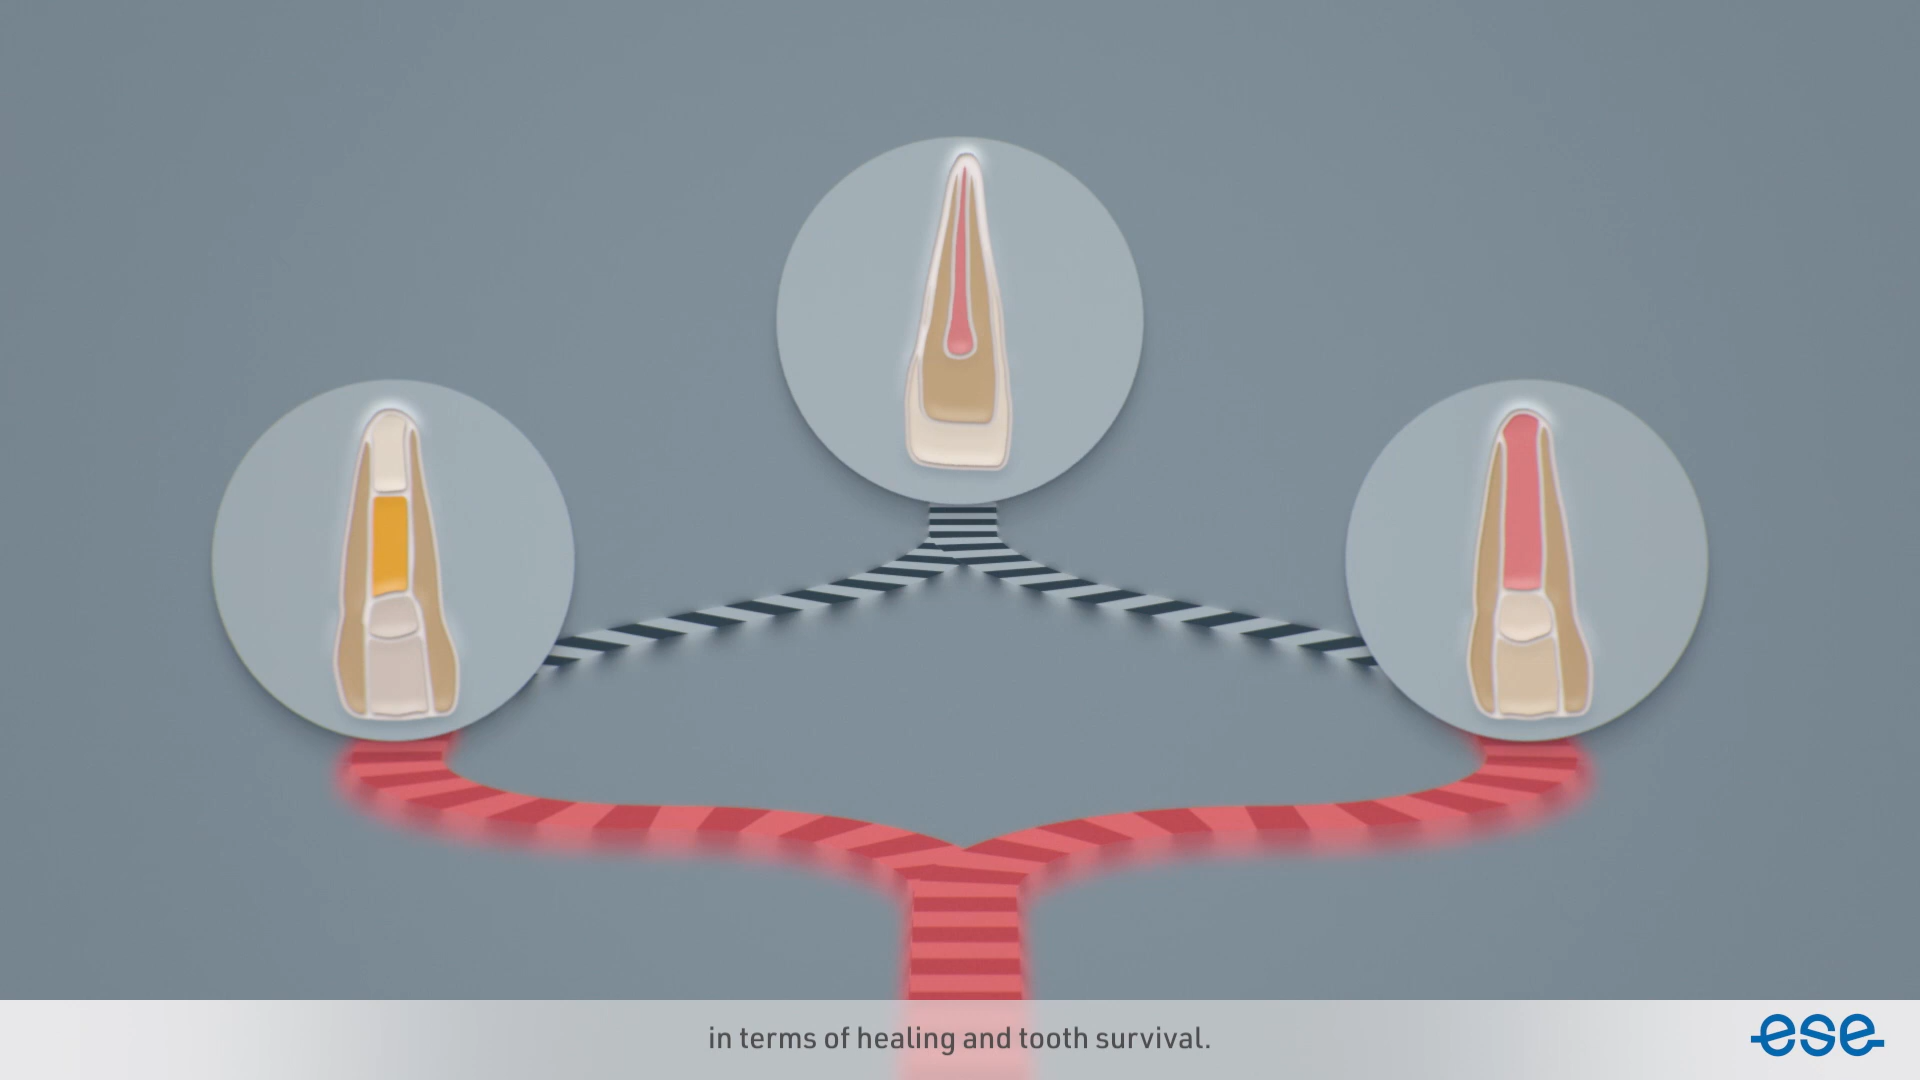 in terms of healing and tooth survival.
ese